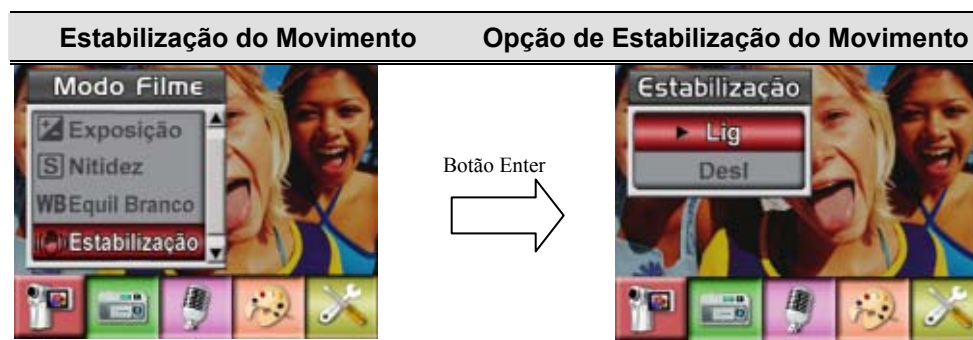 Estabilização do Movimento Opção de Estabilização do Movimento
Modo Filme
Exposição
S Nitidez
WB Equil Branco
Estabilização
Botão Enter
Estabilização
Lig
Desl